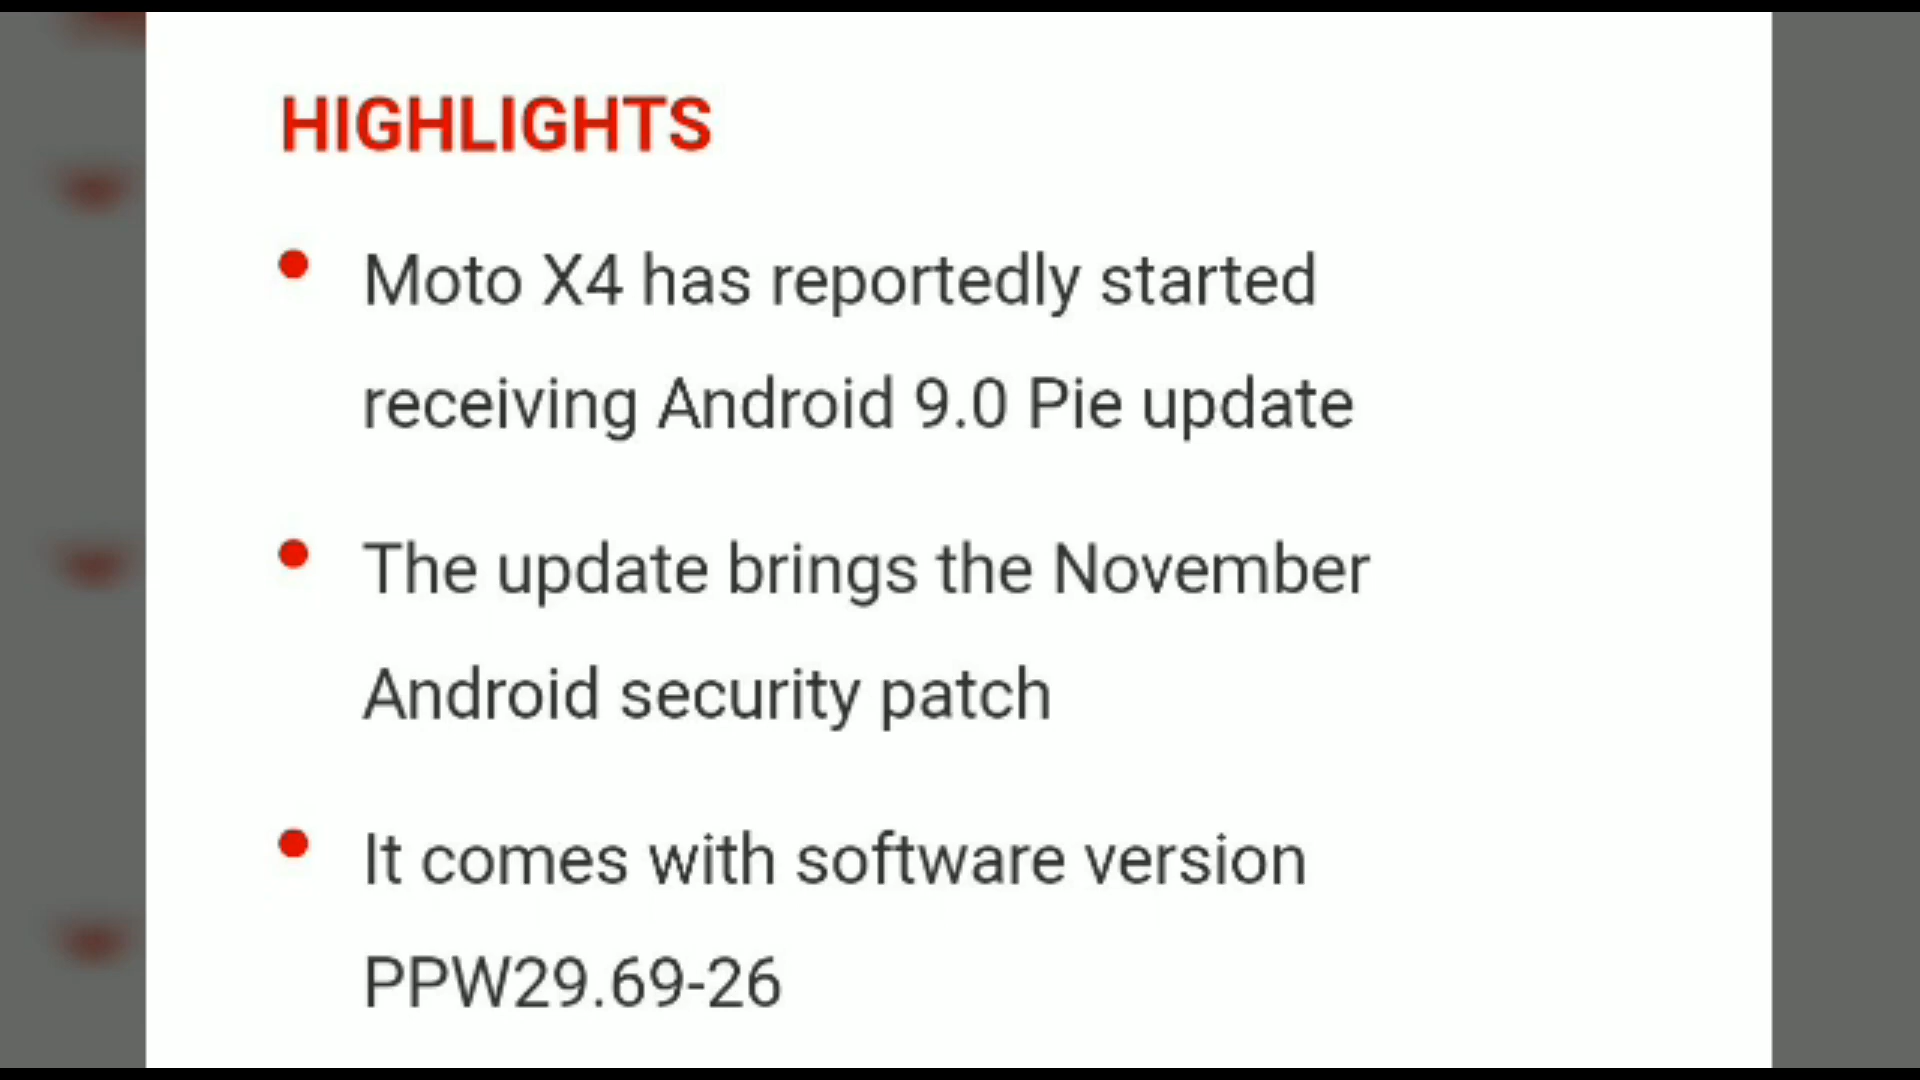 HIGHLIGHTS
Moto X4 has reportedly started
receiving Android 9.0 Pie update
The update brings the November
Android security patch
It comes with software version
PPW29.69-26